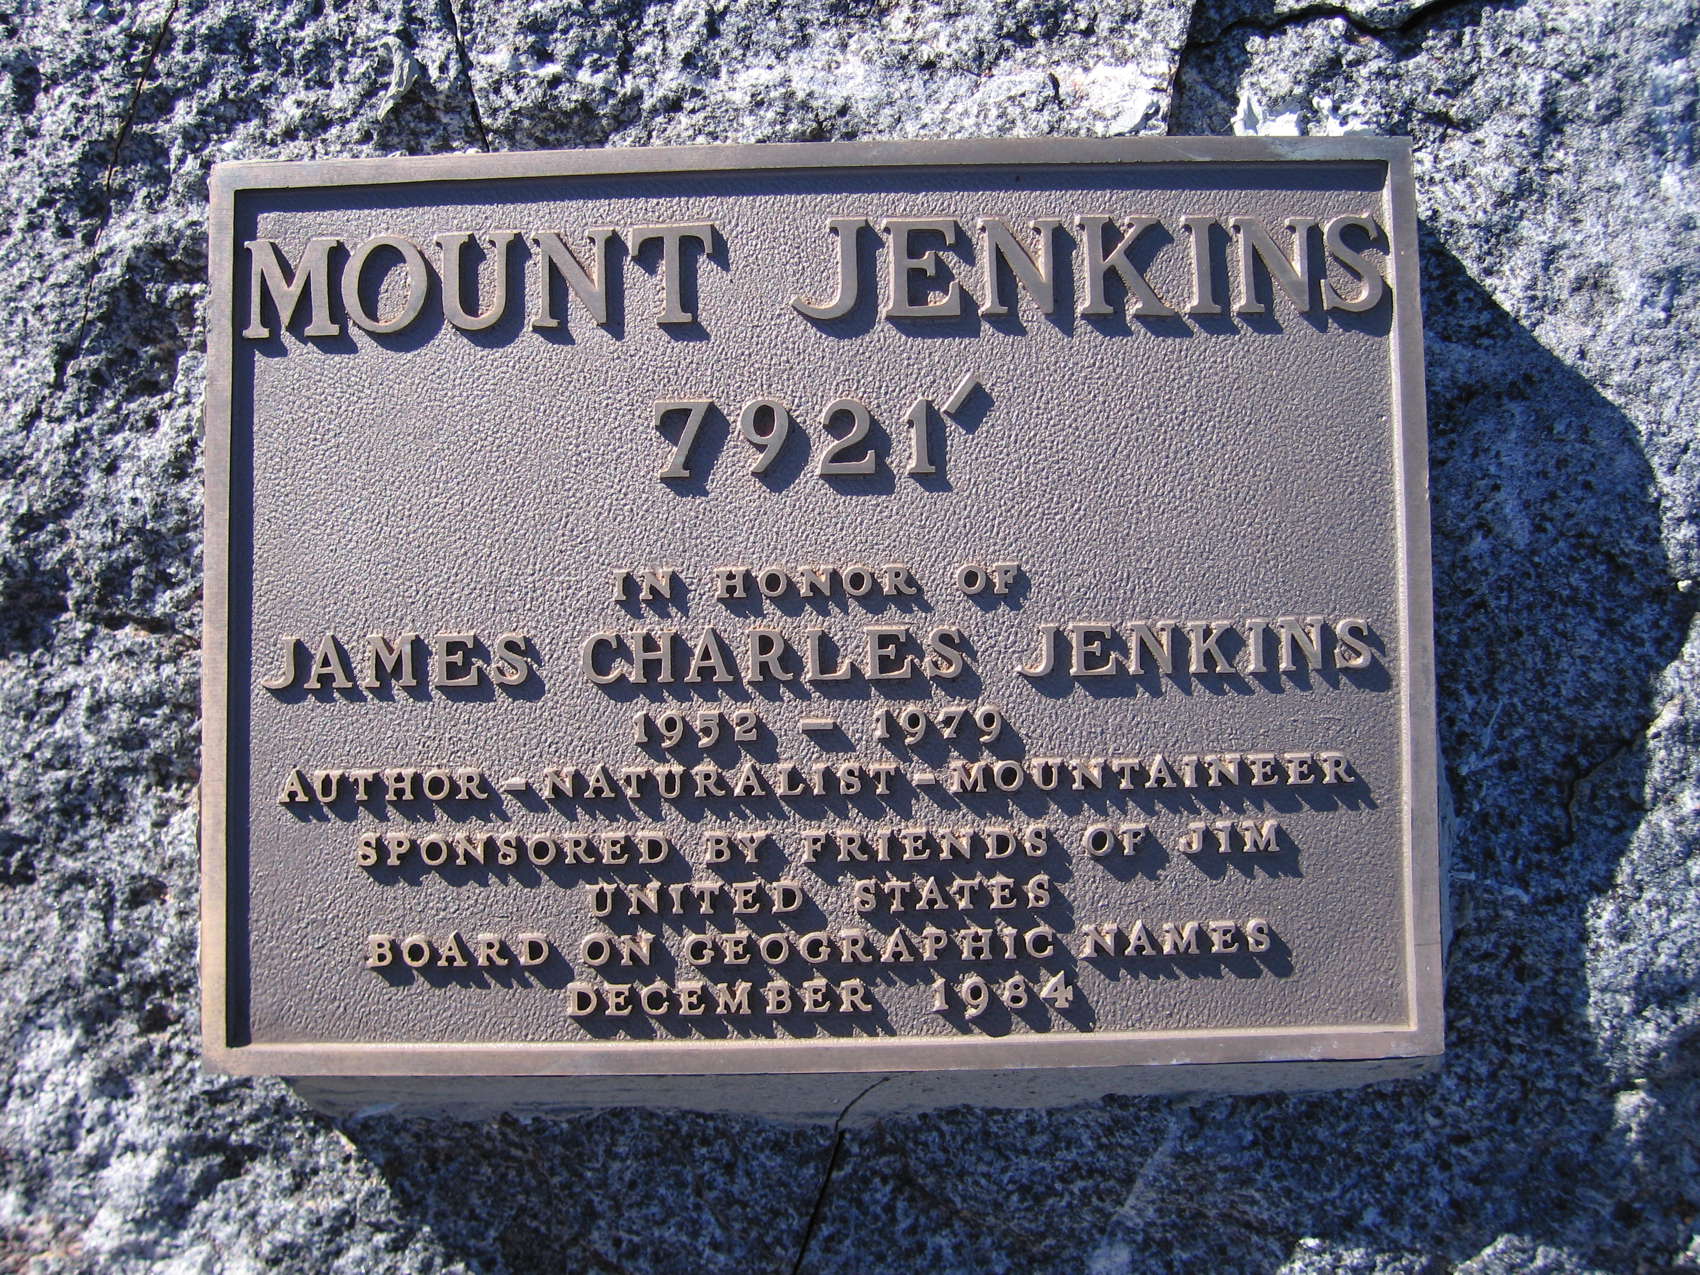 MOUNT JENKINS
7921′
IN HONOR OF
JAMES CHARLES JENKINS
1952 – 1979
AUTHOR – NATURALIST – MOUNTAINEER
SPONSORED BY FRIENDS OF JIM
UNITED STATES
BOARD ON GEOGRAPHIC NAMES
DECEMBER 1984